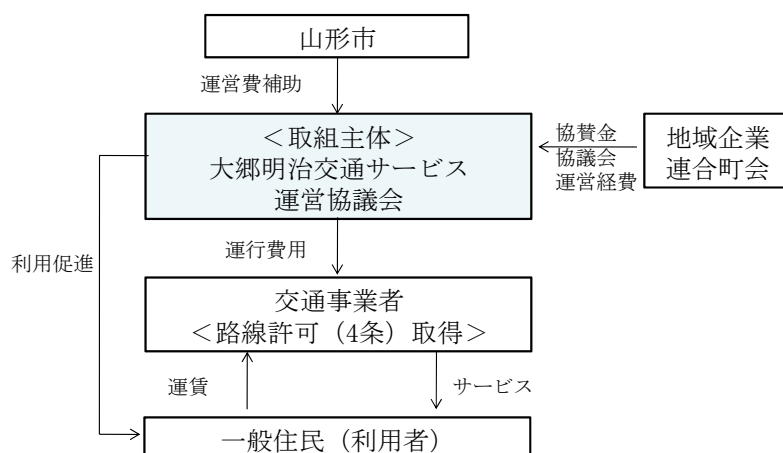 山形市
運営費補助
＜取組主体＞
大郷明治交通サービス
運営協議会
協賛金
協議会
運営経費
地域企業
連合町会
運行費用
利用促進
交通事業者
＜路線許可（4条）取得＞
運賃
サービス
一般住民（利用者）